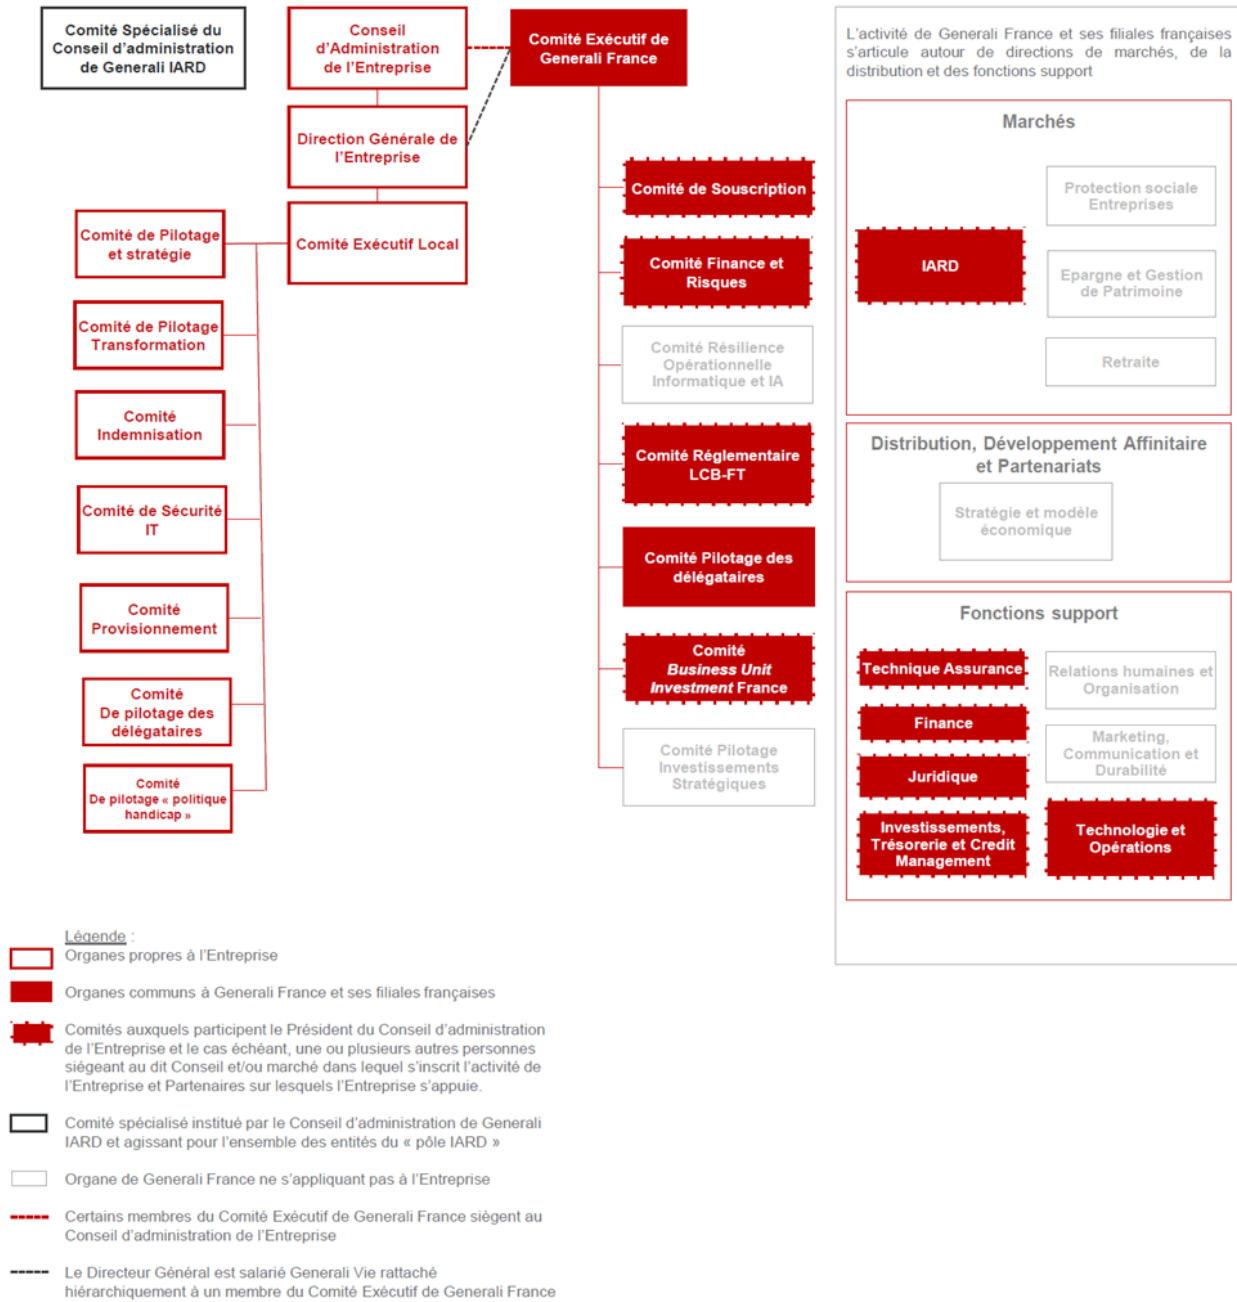 Comité Spécialisé du
Conseil d'administration
de Generali IARD
Conseil
d'Administration
de l'Entreprise
Comité Exécutif de
Generali France
Direction Générale de
l'Entreprise
Comité Exécutif Local
Comité de Pilotage
et stratégie
Comité de Pilotage
Transformation
Comité
Indemnisation
Comité de Sécurité
IT
Comité
Provisionnement
Comité
De pilotage des
délégataires
Comité
De pilotage « politique
handicap »
Comité de Souscription
Comité Finance et
Risques
Comité Résilience
Opérationnelle
Informatique et IA
Comité Réglementaire
LCB-FT
Comité Pilotage des
délégataires
Comité
Business Unit
Investment France
Comité Pilotage
Investissements
Stratégiques
L'activité de Generali France et ses filiales françaises
s'articule autour de directions de marchés, de la
distribution et des fonctions support
Marchés
IARD
Protection sociale
Entreprises
Epargne et Gestion
de Patrimoine
Retraite
Distribution, Développement Affinitaire
et Partenariats
Stratégie et modèle
économique
Fonctions support
Technique Assurance
Finance
Juridique
Investissements,
Trésorerie et Credit
Management
Relations humaines et
Organisation
Marketing,
Communication et
Durabilité
Technologie et
Opérations
Légende :
Organes propres à l'Entreprise
Organes communs à Generali France et ses filiales françaises
Comités auxquels participent le Président du Conseil d'administration
de l'Entreprise et le cas échéant, une ou plusieurs autres personnes
siégeant au dit Conseil et/ou marché dans lequel s'inscrit l'activité de
l'Entreprise et Partenaires sur lesquels l'Entreprise s'appuie.
Comité spécialisé institué par le Conseil d'administration de Generali
IARD et agissant pour l'ensemble des entités du « pôle IARD »
Organe de Generali France ne s'appliquant pas à l'Entreprise
Certains membres du Comité Exécutif de Generali France siègent au
Conseil d'administration de l'Entreprise
Le Directeur Général est salarié Generali Vie rattaché
hiérarchiquement à un membre du Comité Exécutif de Generali France